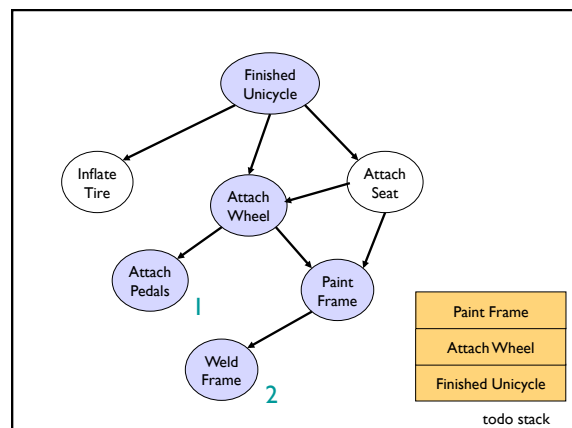 Finished
Unicycle
Inflate
Tire
Attach
Seat
Attach
Wheel
Attach
Pedals
1
Paint
Frame
Weld
Frame
2
Paint Frame
Attach Wheel
Finished Unicycle
todo stack